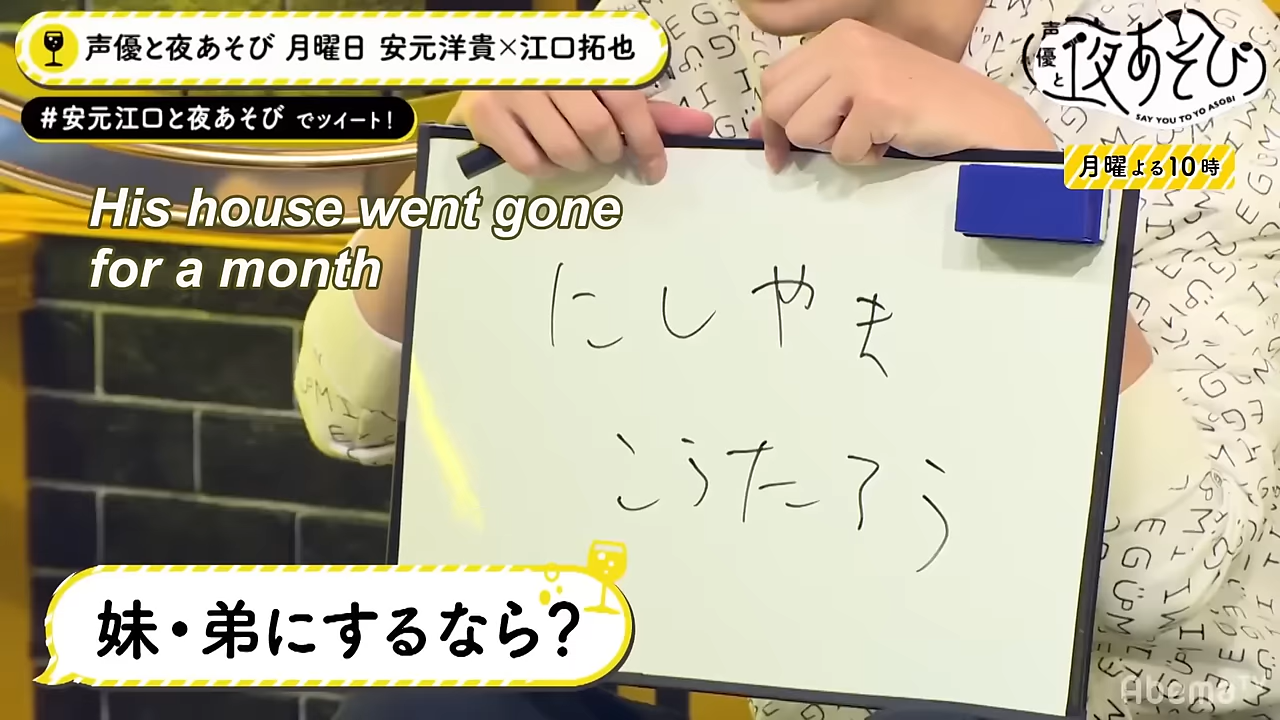 声優と夜あそび 月曜日 安元洋貴×江口拓也
#安元江口と夜あそび でツイート!
声優と夜あそび
SAY YOU TO YO ASOBI
月曜よる10時
His house went gone
for a month
にしやま
こうたろう
妹・弟にするなら?
AbemaTV